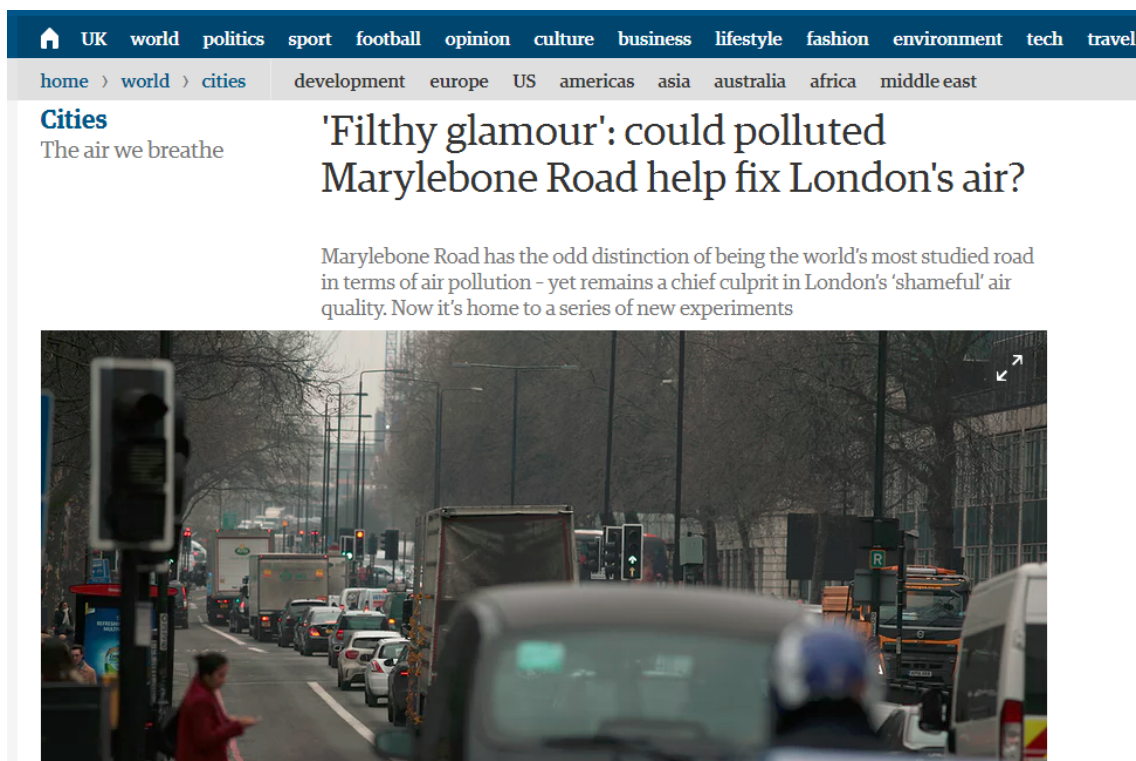 UK world politics sport football opinion culture business lifestyle fashion environment tech travel
home › world › cities development europe US americas asia australia africa middle east
Cities
The air we breathe
'Filthy glamour': could polluted
Marylebone Road help fix London's air?
Marylebone Road has the odd distinction of being the world's most studied road
in terms of air pollution – yet remains a chief culprit in London's 'shameful' air
quality. Now it's home to a series of new experiments
R